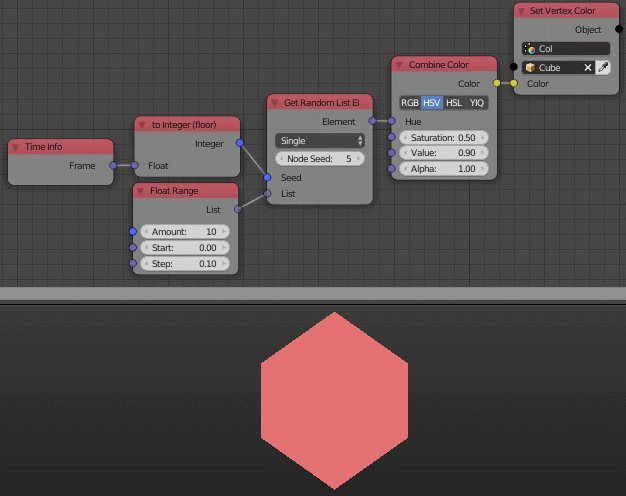 Set Vertex Color
Object
Col
Cube
Color
Combine Color
Color
RGB HSV HSL YIQ
Hue
Saturation: 0.50
Value: 0.90
Alpha: 1.00
Get Random List El
Element
Single
Node Seed: 5
Seed
List
to Integer (floor)
Integer
Float
Time Info
Frame
Float Range
List
Amount: 10
Start: 0.00
Step: 0.10